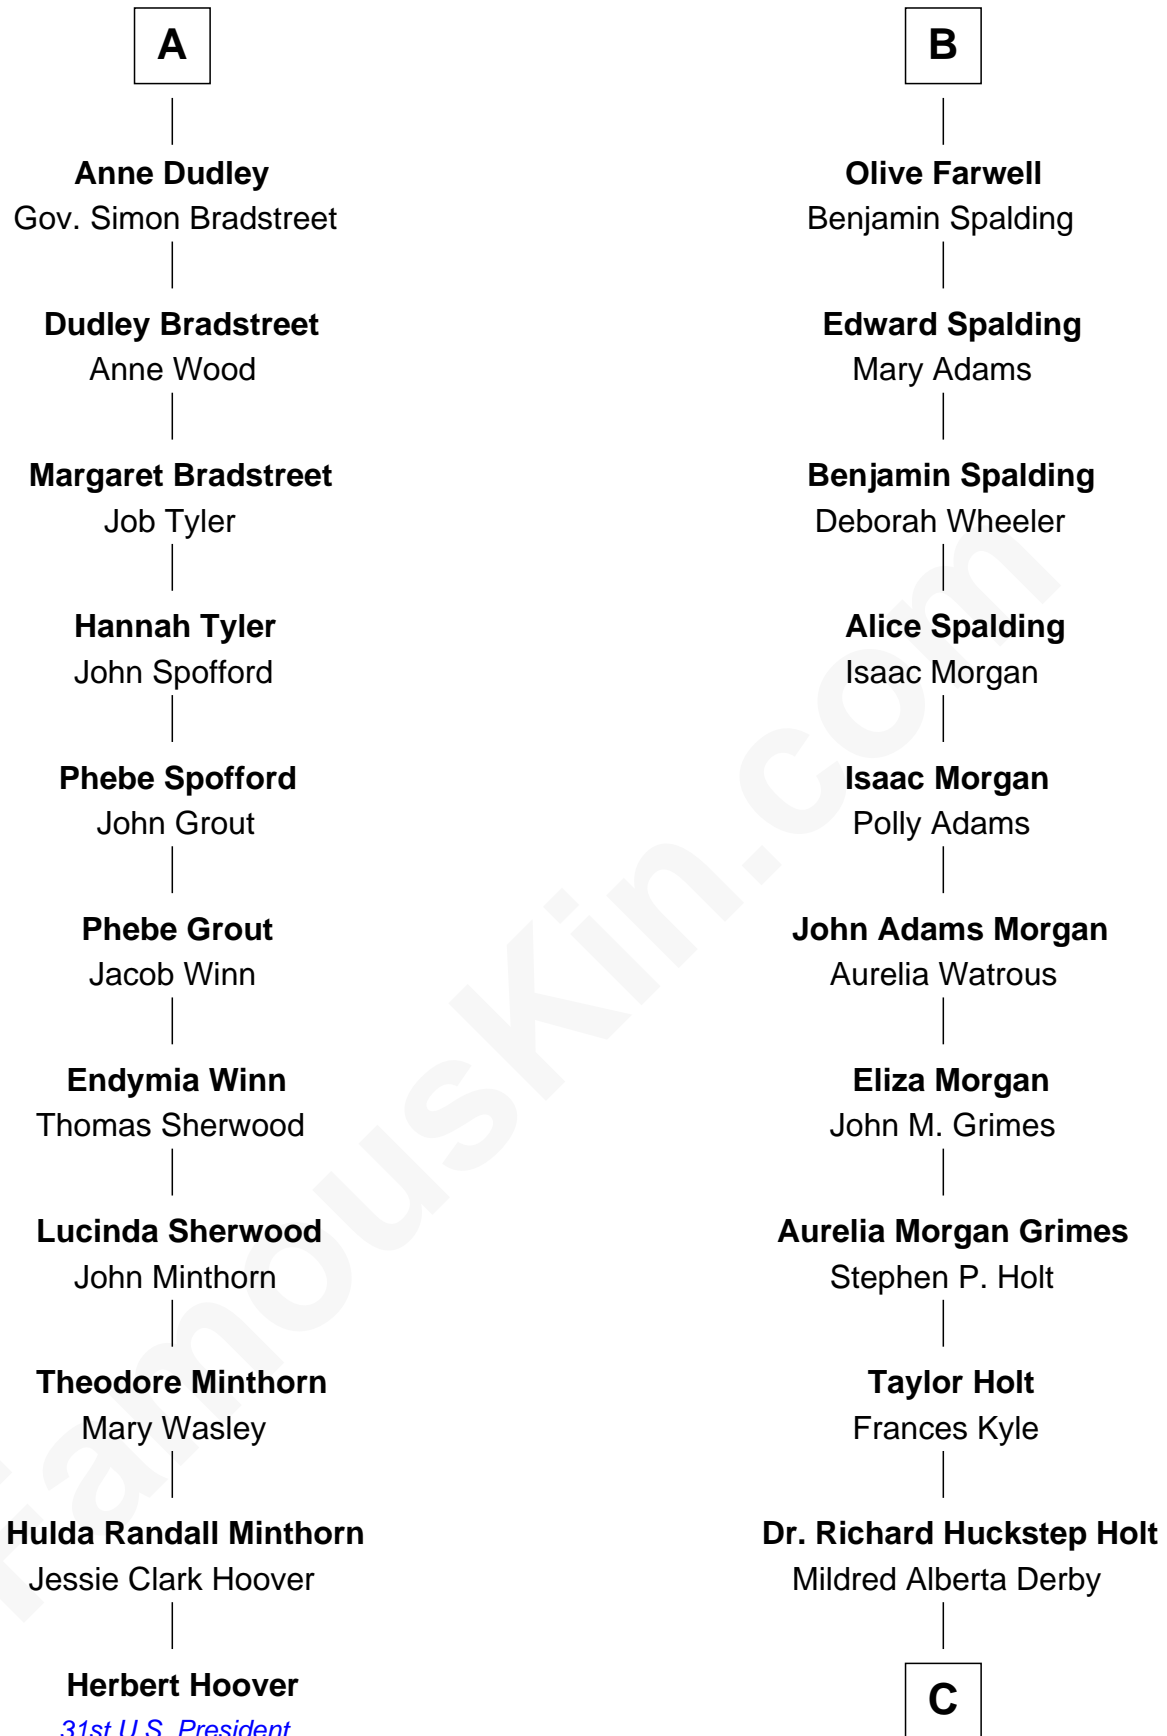 A
Anne Dudley
Gov. Simon Bradstreet
Dudley Bradstreet
Anne Wood
Margaret Bradstreet
Job Tyler
Hannah Tyler
John Spofford
Phebe Spofford
John Grout
Phebe Grout
Jacob Winn
Endymia Winn
Thomas Sherwood
Lucinda Sherwood
John Minthorn
Theodore Minthorn
Mary Wasley
Hulda Randall Minthorn
Jessie Clark Hoover
Herbert Hoover
31st U.S. President
B
Olive Farwell
Benjamin Spalding
Edward Spalding
Mary Adams
Benjamin Spalding
Deborah Wheeler
Alice Spalding
Isaac Morgan
Isaac Morgan
Polly Adams
John Adams Morgan
Aurelia Watrous
Eliza Morgan
John M. Grimes
Aurelia Morgan Grimes
Stephen P. Holt
Taylor Holt
Frances Kyle
Dr. Richard Huckstep Holt
Mildred Alberta Derby
C
FamousKin.com